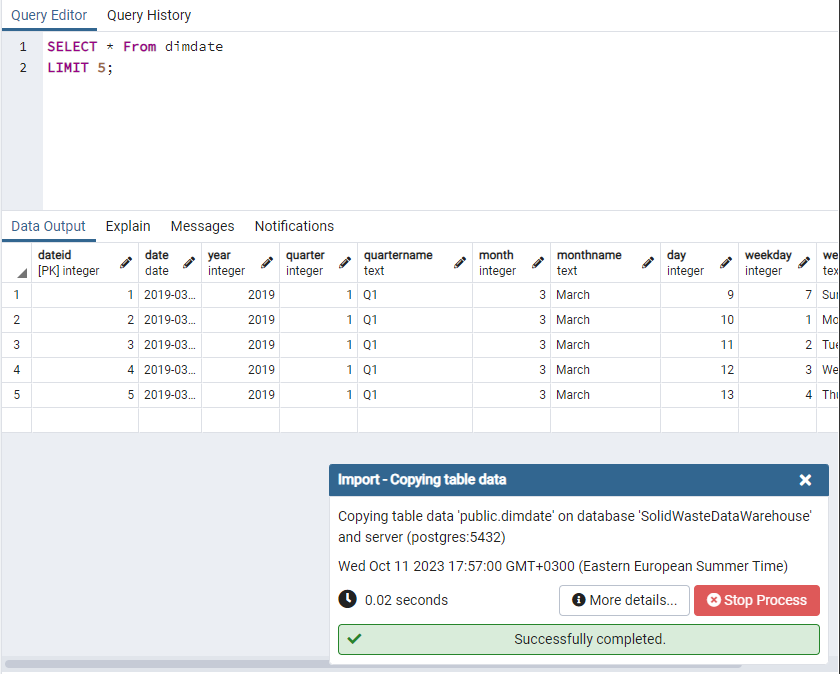 Query Editor Query History
1 SELECT * From dimdate
2 LIMIT 5;
Data Output Explain Messages Notifications
dateid date year quarter quartername month monthname day weekday we
[PK] integer date integer integer text integer text integer integer tex
1 1 2019-03... 2019 1 Q1 3 March 9 7 Sun
2 2 2019-03... 2019 1 Q1 3 March 10 1 Mo
3 3 2019-03... 2019 1 Q1 3 March 11 2 Tue
4 4 2019-03... 2019 1 Q1 3 March 12 3 We
5 5 2019-03... 2019 1 Q1 3 March 13 4 Thu
Import - Copying table data
Copying table data 'public.dimdate' on database 'SolidWasteDataWarehouse'
and server (postgres:5432)
Wed Oct 11 2023 17:57:00 GMT+0300 (Eastern European Summer Time)
0.02 seconds More details... Stop Process
Successfully completed.